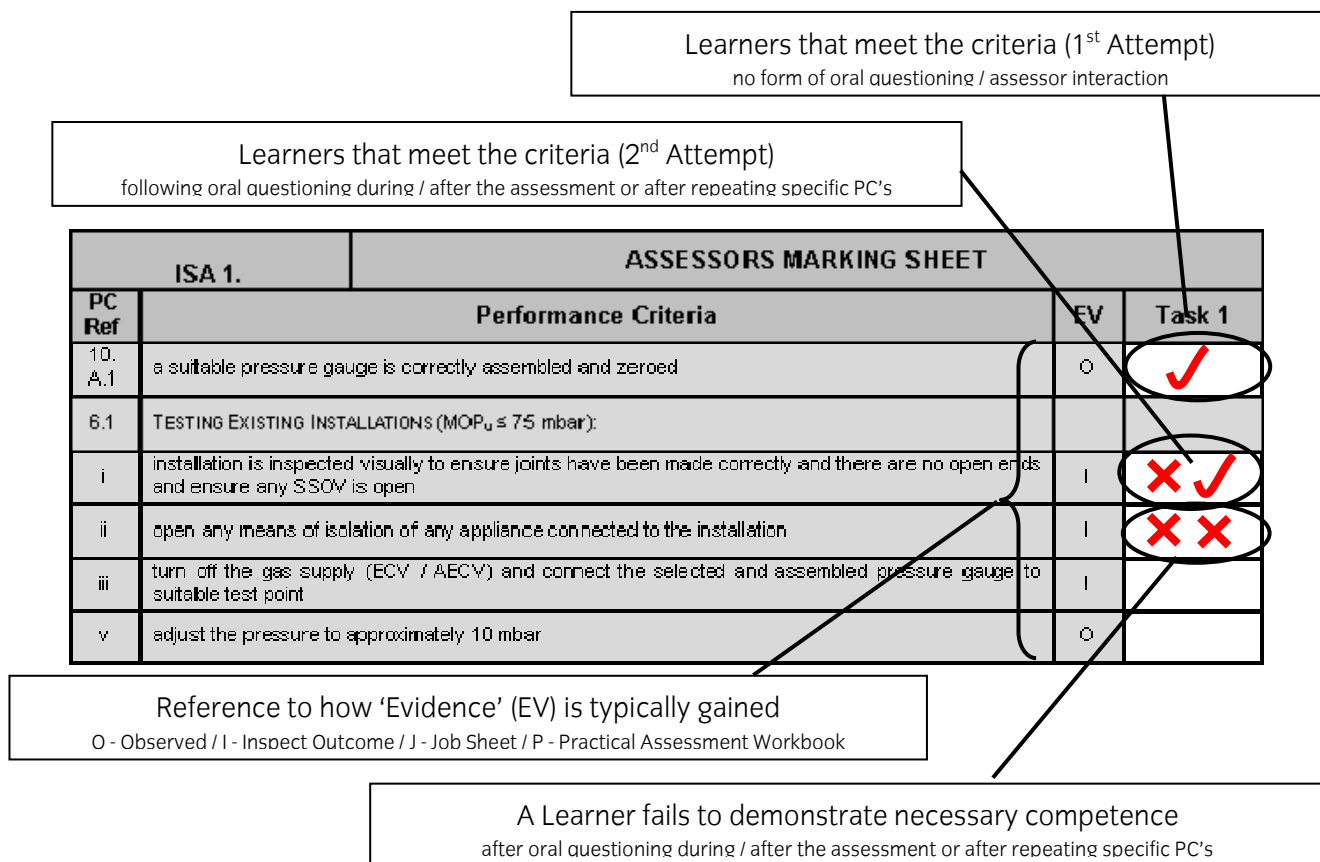 Learners that meet the criteria (1st Attempt)
no form of oral questioning / assessor interaction
Learners that meet the criteria (2nd Attempt)
following oral questioning during / after the assessment or after repeating specific PC's
ISA 1.
ASSESSORS MARKING SHEET
PC Ref
Performance Criteria
EV
Task 1
10. A.1
a suitable pressure gauge is correctly assembled and zeroed
O
✓
6.1
TESTING EXISTING INSTALLATIONS (MOPu ≤ 75 mbar):
i
installation is inspected visually to ensure joints have been made correctly and there are no open ends
and ensure any SSOV is open
I
✗ ✓
ii
open any means of isolation of any appliance connected to the installation
I
✗ ✗
iii
turn off the gas supply (ECV / AECV) and connect the selected and assembled pressure gauge to
suitable test point
I
v
adjust the pressure to approximately 10 mbar
O
Reference to how ‘Evidence’ (EV) is typically gained
O - Observed / I - Inspect Outcome / J - Job Sheet / P - Practical Assessment Workbook
A Learner fails to demonstrate necessary competence
after oral questioning during / after the assessment or after repeating specific PC's